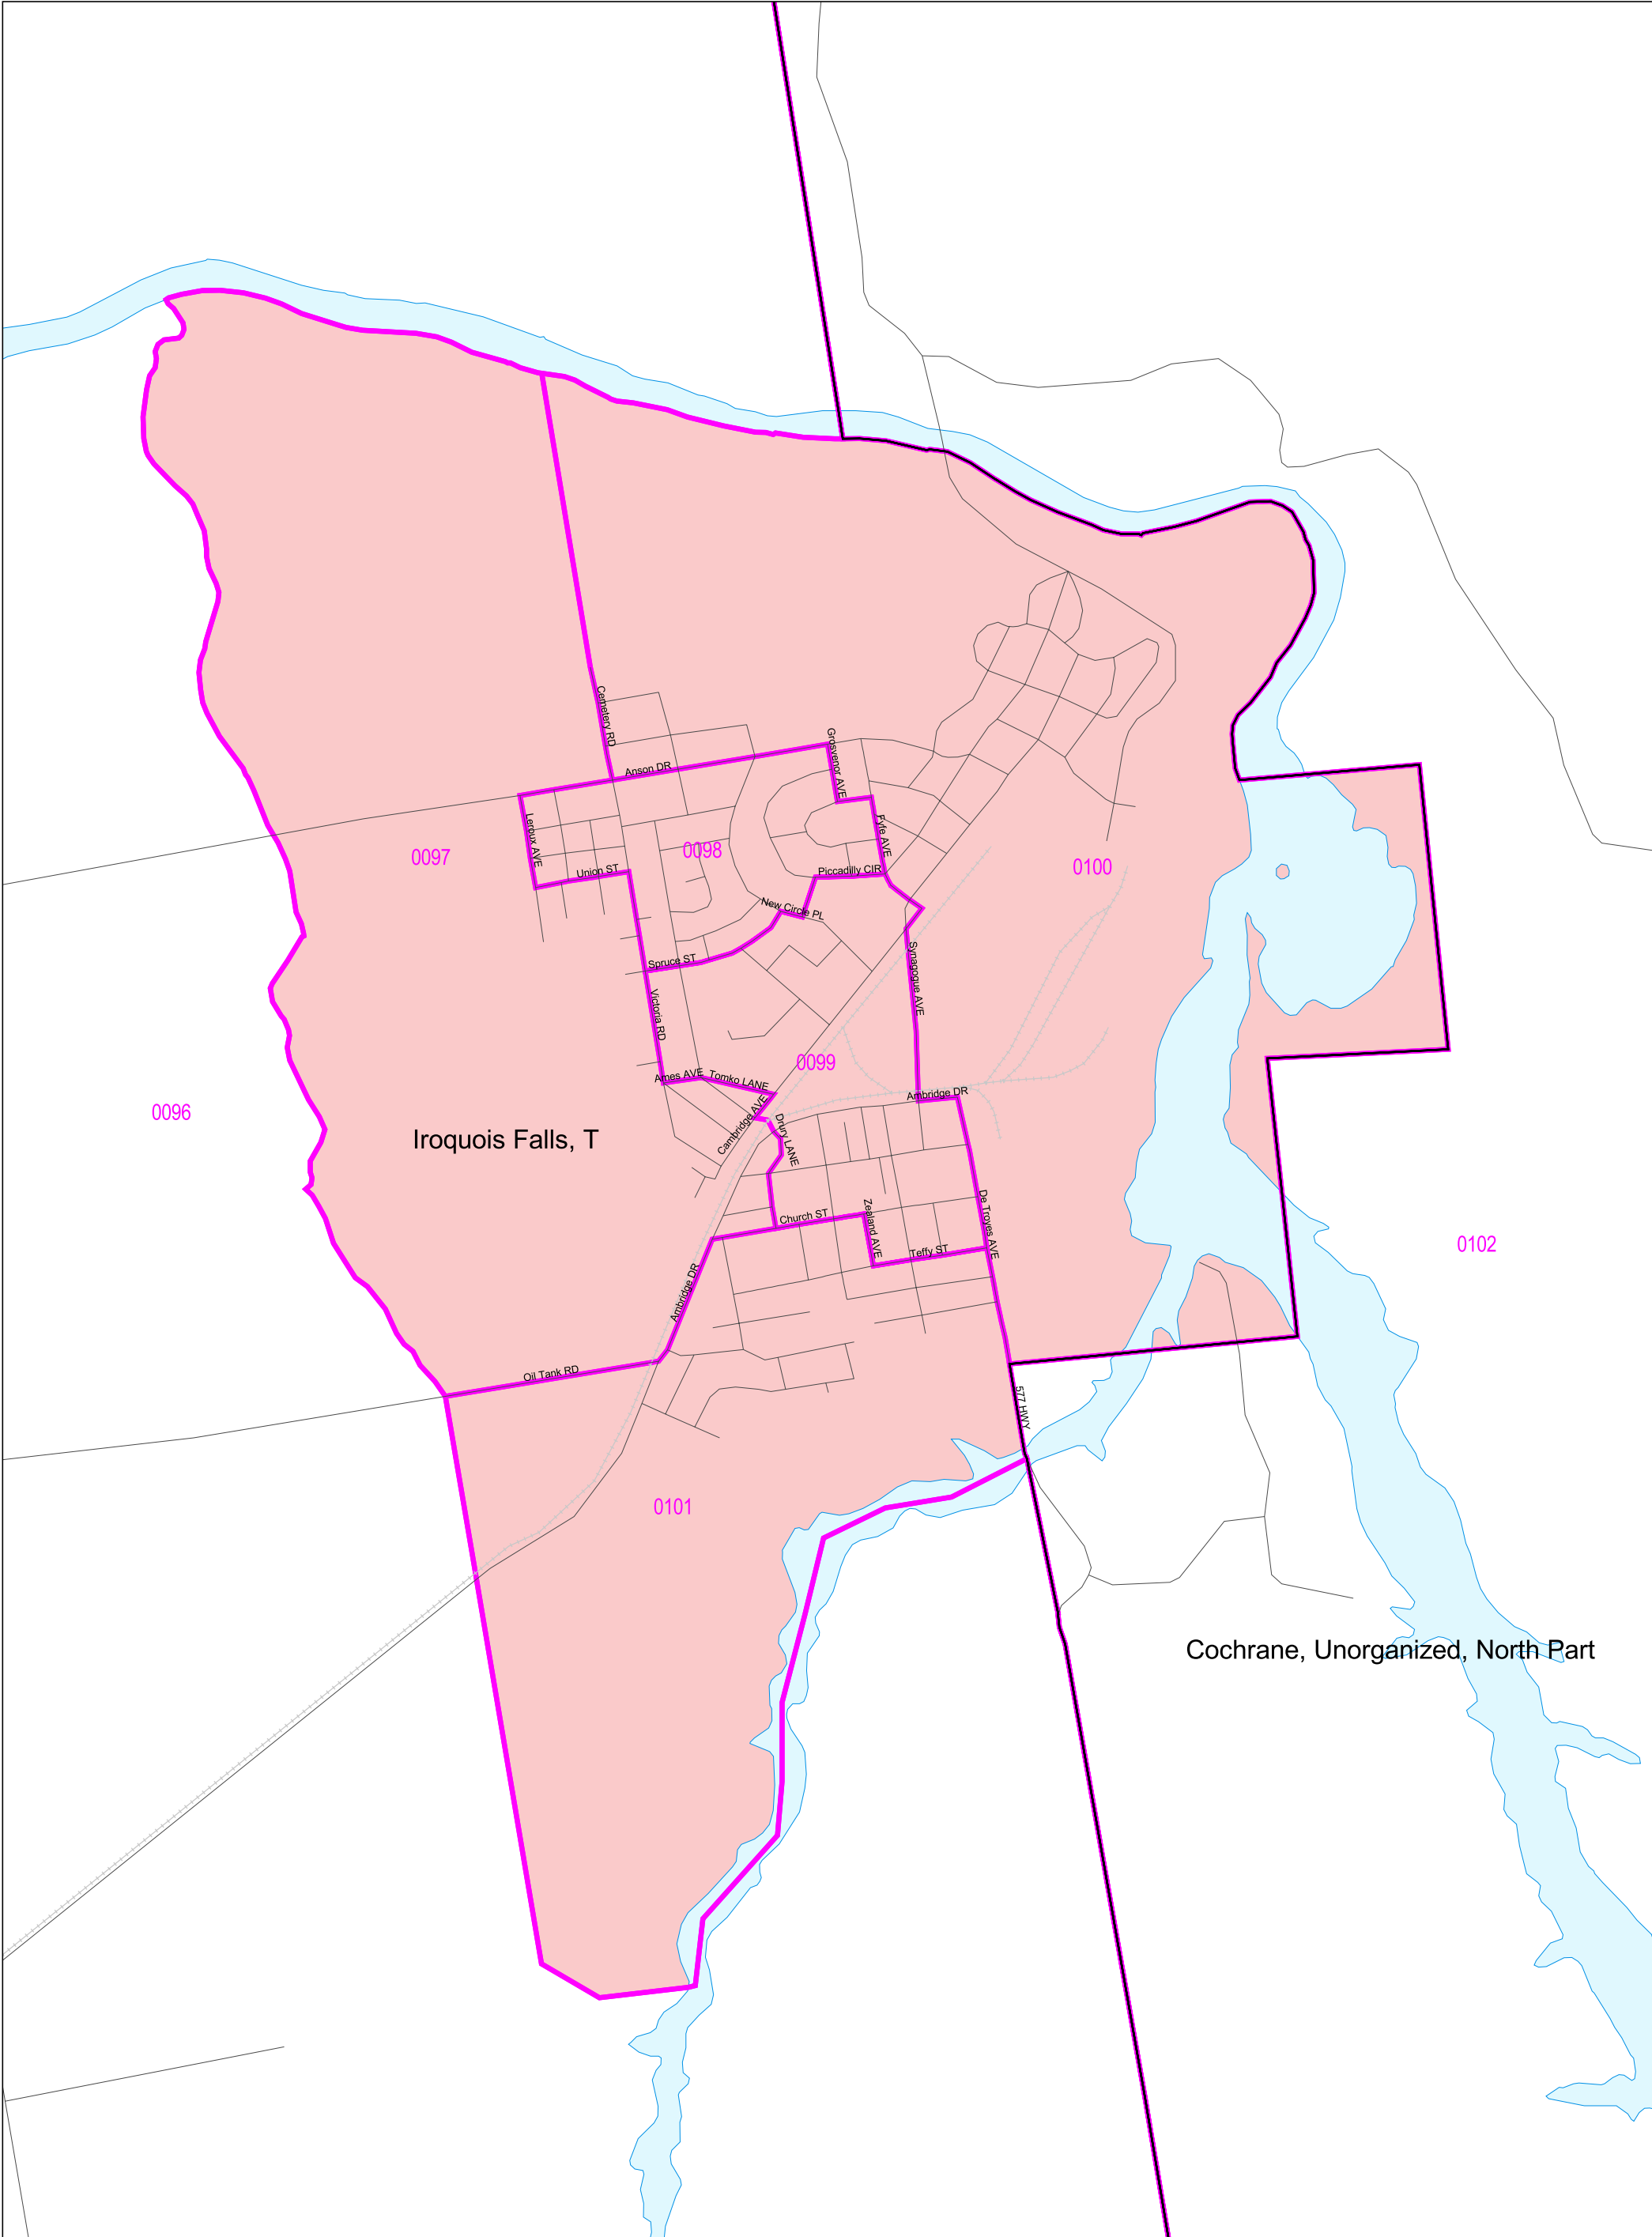 Cemetery RD
Grosvenor AVE
Anson DR
Leroux AVE
Fyfe AVE
0097
0098
0100
Union ST
Piccadilly CIR
New Circle PL
Synagogue AVE
Spruce ST
Victoria RD
0099
Ames AVE
Tomko LANE
Ambridge DR
Cambridge AVE
0096
Drury LANE
Iroquois Falls, T
De Troyes AVE
Zealand AVE
Church ST
0102
Teffy ST
Ambridge DR
Oil Tank RD
577 HWY
0101
Cochrane, Unorganized, North Part